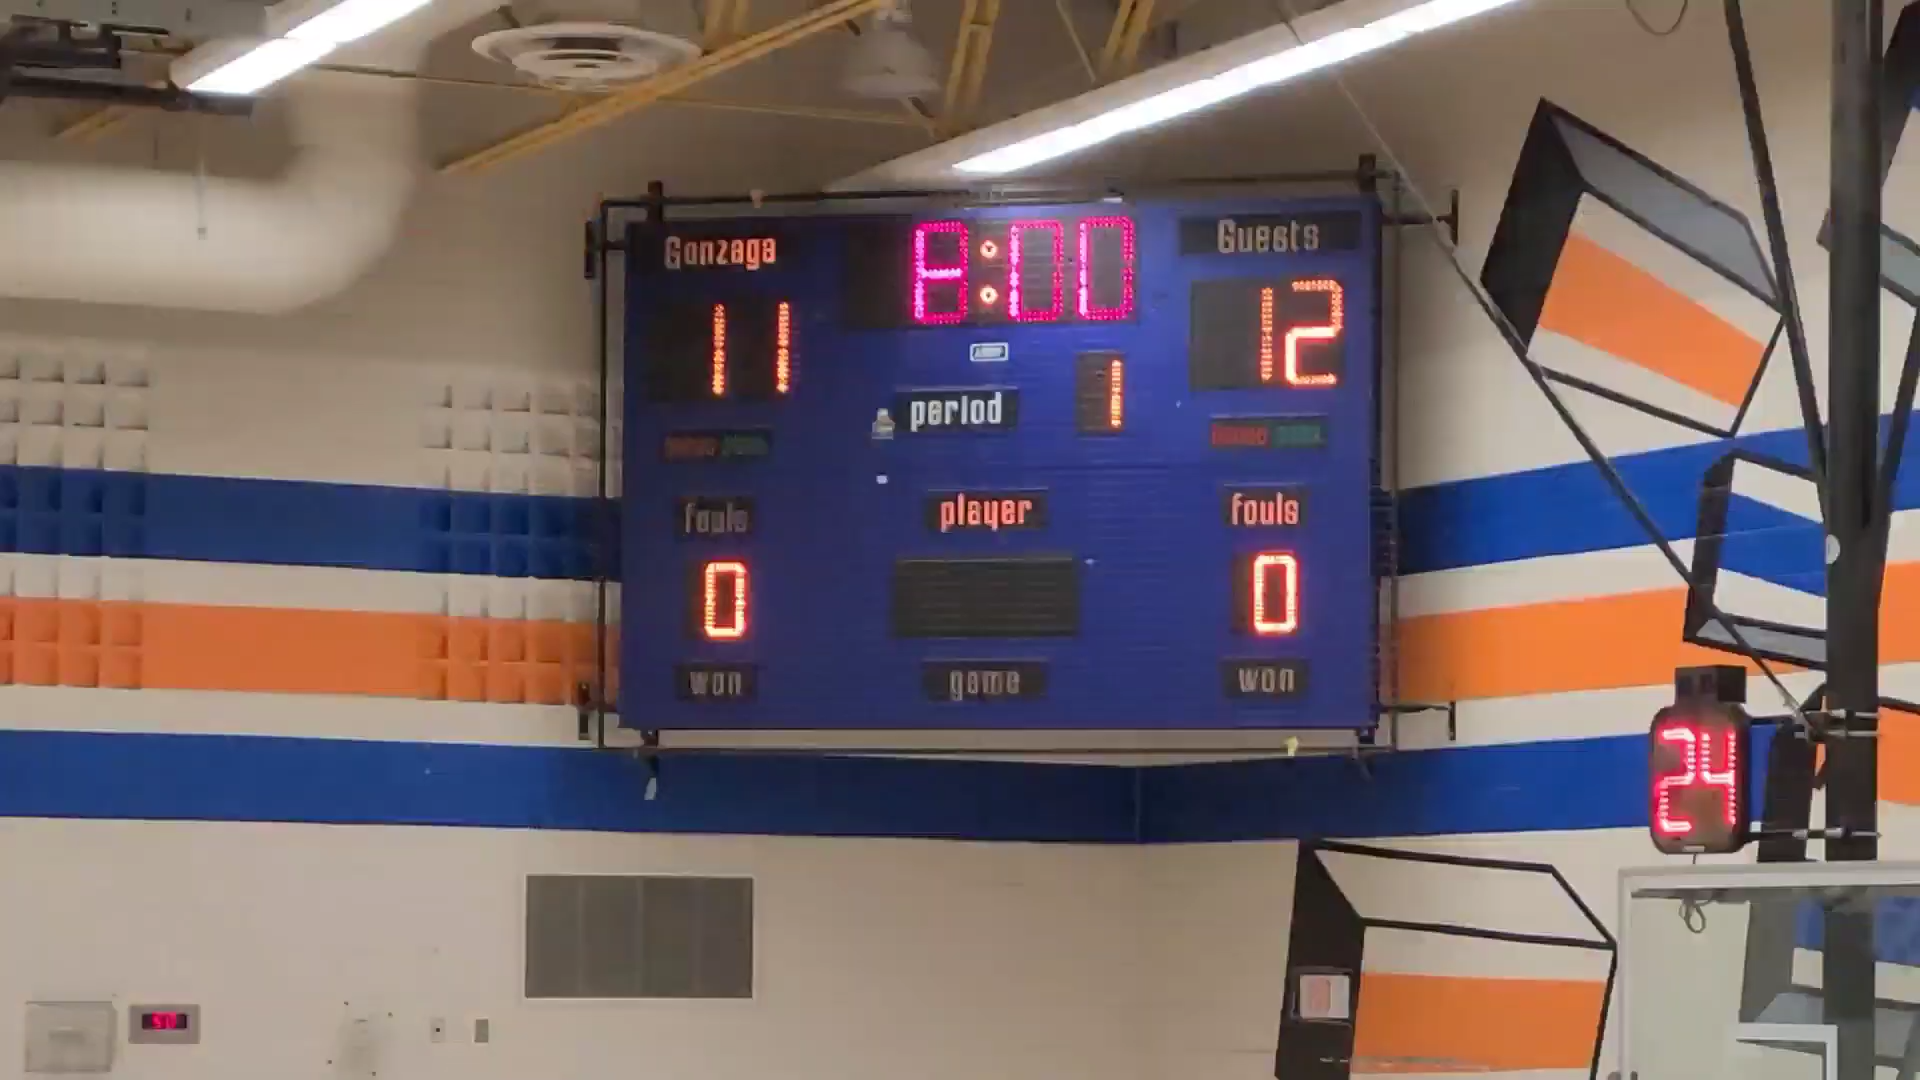 Gonzaga 8:00 Guests
11 12
period 1
fouls player fouls
0 0
won game won
24